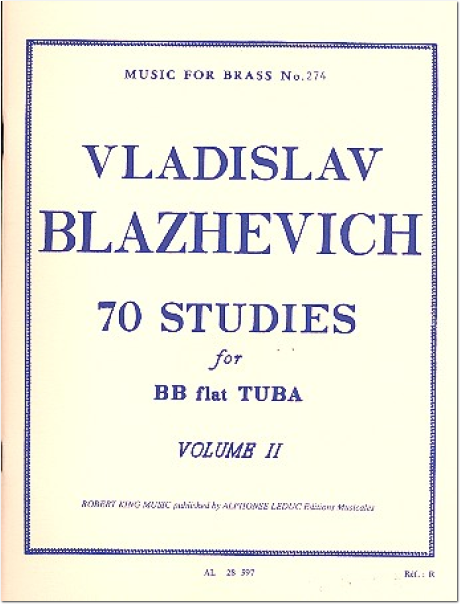 MUSIC FOR BRASS No.274
VLADISLAV
BLAZHEVICH
70 STUDIES
for
BB flat TUBA
VOLUME II
ROBERT KING MUSIC published by ALPHONSE LEDUC Editions Musicales
AL 28 597
Réf.: R